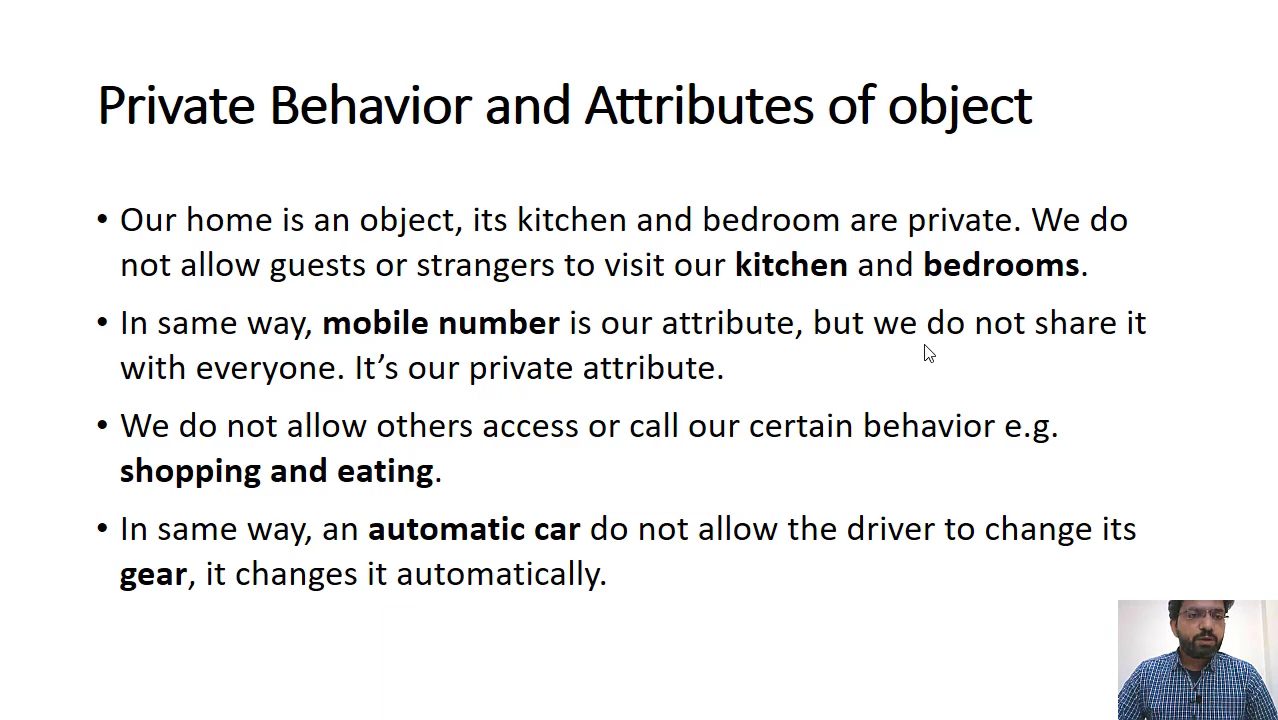 Private Behavior and Attributes of object
• Our home is an object, its kitchen and bedroom are private. We do
not allow guests or strangers to visit our kitchen and bedrooms.
• In same way, mobile number is our attribute, but we do not share it
with everyone. It’s our private attribute.
• We do not allow others access or call our certain behavior e.g.
shopping and eating.
• In same way, an automatic car do not allow the driver to change its
gear, it changes it automatically.